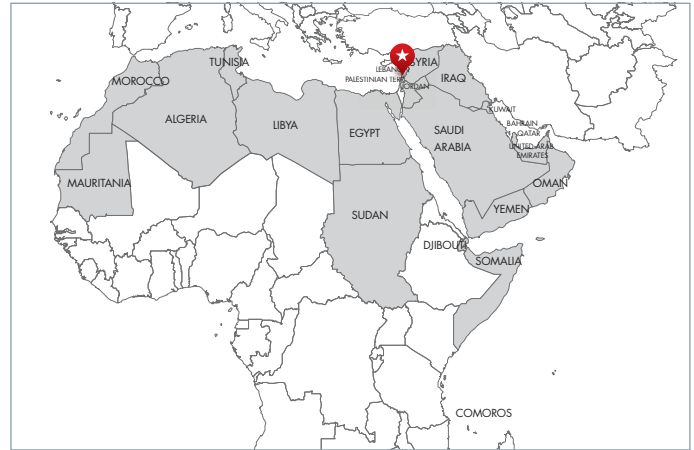 TUNISIA
SYRIA
LEBANON
MOROCCO
PALESTINIAN TERR
IRAQ
JORDAN
KUWAIT
ALGERIA
LIBYA
EGYPT
SAUDI
ARABIA
BAHRAIN
QATAR
UNITED ARAB
EMIRATES
MAURITANIA
OMAN
SUDAN
YEMEN
DJIBOUTI
SOMALIA
COMOROS